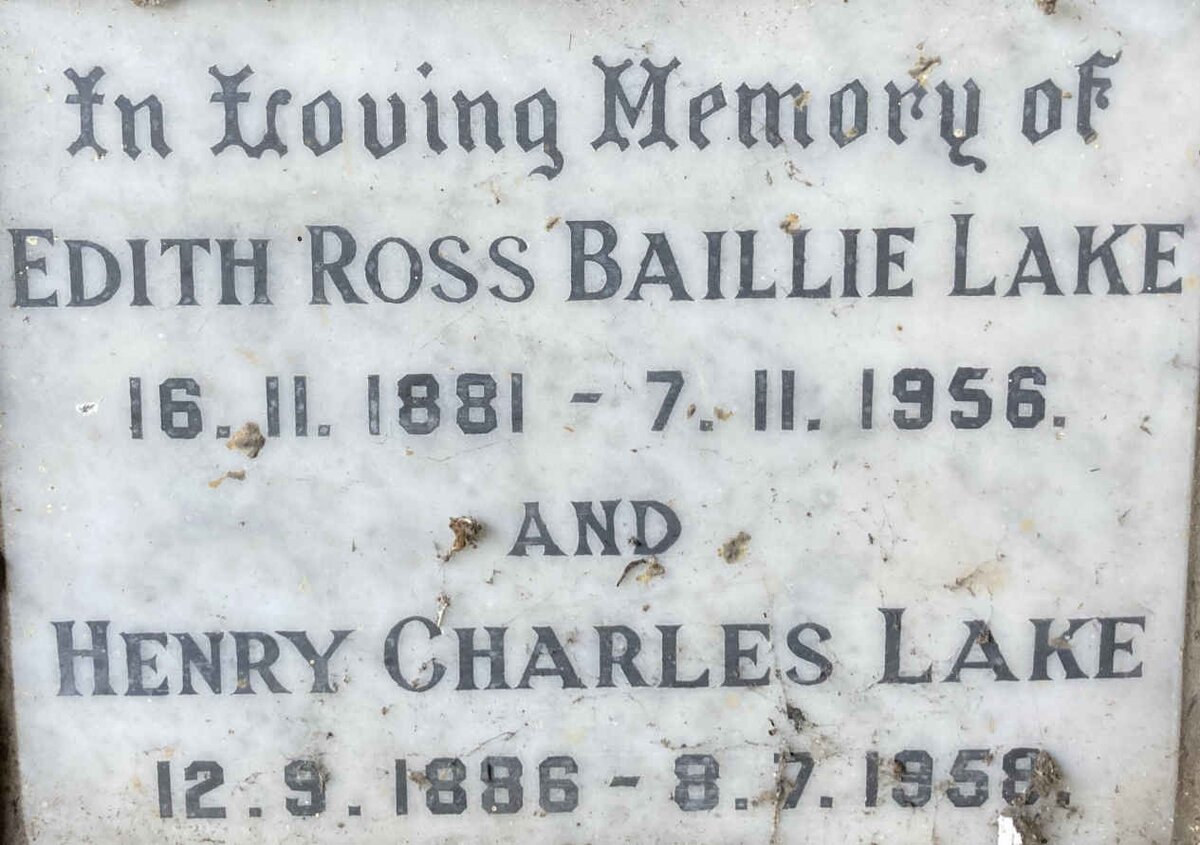 In Loving Memory of
EDITH ROSS BAILLIE LAKE
16.11.1881 - 7.11.1956.
AND
HENRY CHARLES LAKE
12.9.1886 - 8.7.1958.